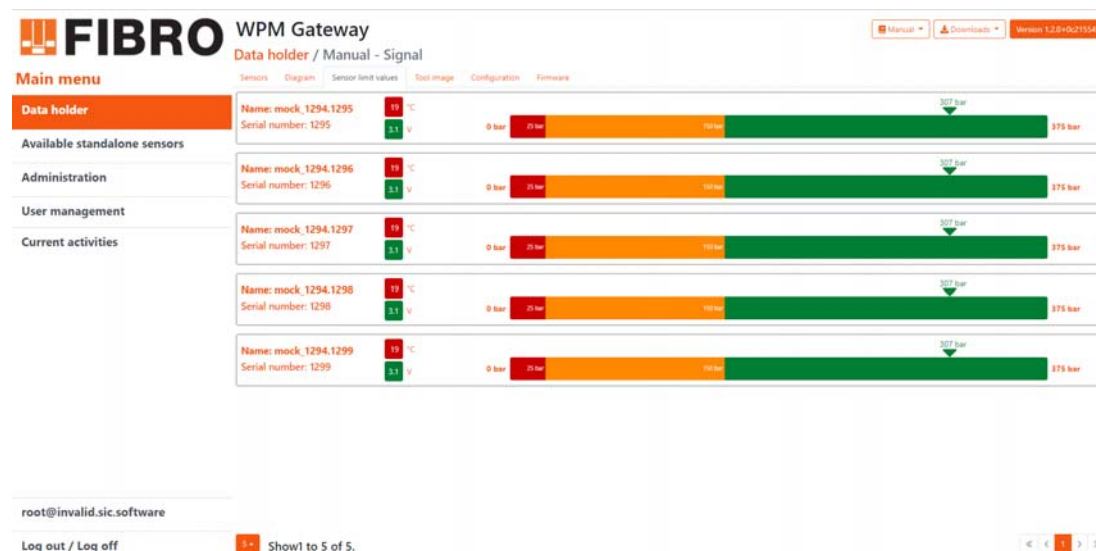 FIBRO
WPM Gateway
Manual
Downloads
Version 1.2.0+0c21554
Data holder / Manual - Signal
Main menu
Sensors Diagram Sensor limit values Tool image Configuration Firmware
Data holder
Available standalone sensors
Administration
User management
Current activities
Name: mock_1294.1295
Serial number: 1295
19 °C
3.1 V
307 bar
0 bar 25 bar 150 bar 375 bar
Name: mock_1294.1296
Serial number: 1296
19 °C
3.1 V
307 bar
0 bar 25 bar 150 bar 375 bar
Name: mock_1294.1297
Serial number: 1297
19 °C
3.1 V
307 bar
0 bar 25 bar 150 bar 375 bar
Name: mock_1294.1298
Serial number: 1298
19 °C
3.1 V
307 bar
0 bar 25 bar 150 bar 375 bar
Name: mock_1294.1299
Serial number: 1299
19 °C
3.1 V
307 bar
0 bar 25 bar 150 bar 375 bar
root@invalid.sic.software
Log out / Log off
5 Show1 to 5 of 5.
« ‹ 1 ›